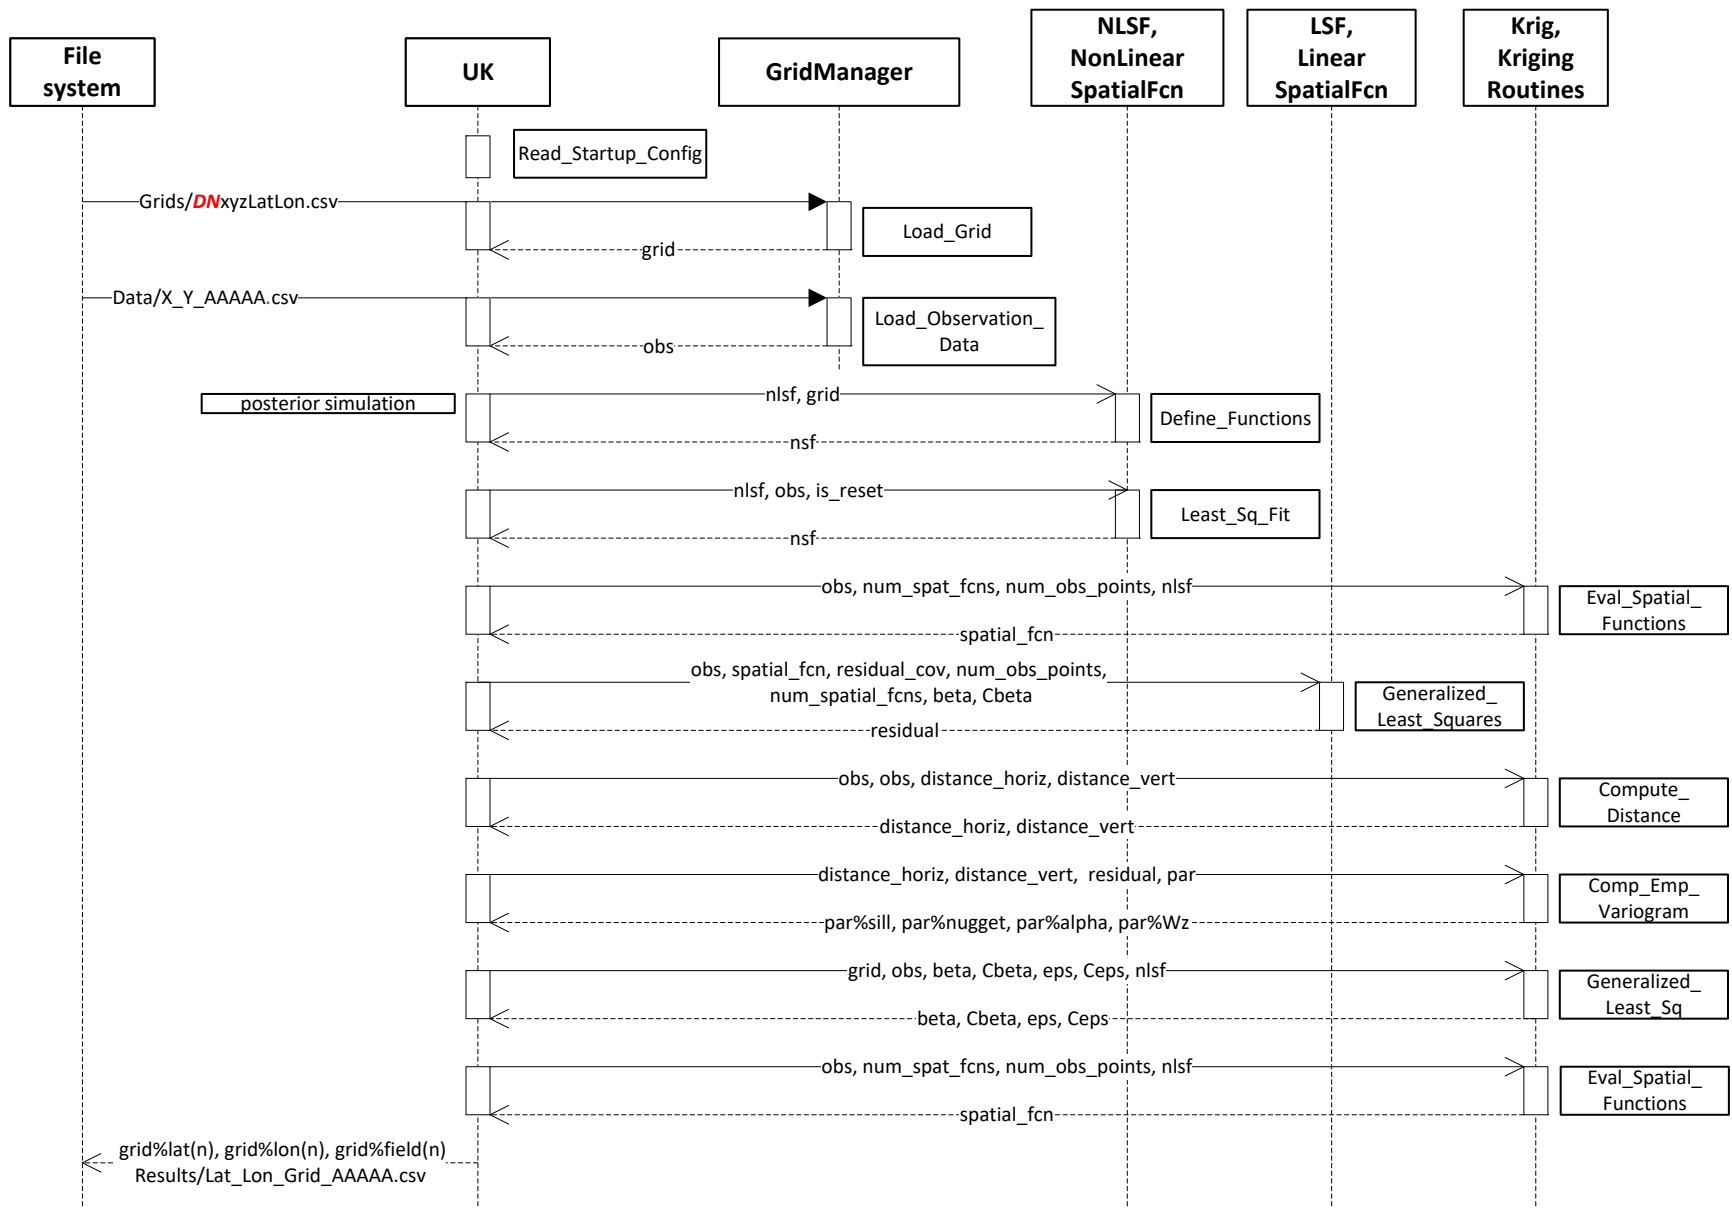 File
system
UK
GridManager
NLSF,
NonLinear
SpatialFcn
LSF,
Linear
SpatialFcn
Krig,
Kriging
Routines
Read_Startup_Config
Grids/DNxyzLatLon.csv
Load_Grid
grid
Data/X_Y_AAAAA.csv
Load_Observation_
Data
obs
posterior simulation
nlsf, grid
Define_Functions
nsf
nlsf, obs, is_reset
Least_Sq_Fit
nsf
obs, num_spat_fcns, num_obs_points, nlsf
Eval_Spatial_
Functions
spatial_fcn
obs, spatial_fcn, residual_cov, num_obs_points,
num_spatial_fcns, beta, Cbeta
Generalized_
Least_Squares
residual
obs, obs, distance_horiz, distance_vert
Compute_
Distance
distance_horiz, distance_vert
distance_horiz, distance_vert, residual, par
Comp_Emp_
Variogram
par%sill, par%nugget, par%alpha, par%Wz
grid, obs, beta, Cbeta, eps, Ceps, nlsf
Generalized_
Least_Sq
beta, Cbeta, eps, Ceps
obs, num_spat_fcns, num_obs_points, nlsf
Eval_Spatial_
Functions
spatial_fcn
grid%lat(n), grid%lon(n), grid%field(n)
Results/Lat_Lon_Grid_AAAAA.csv